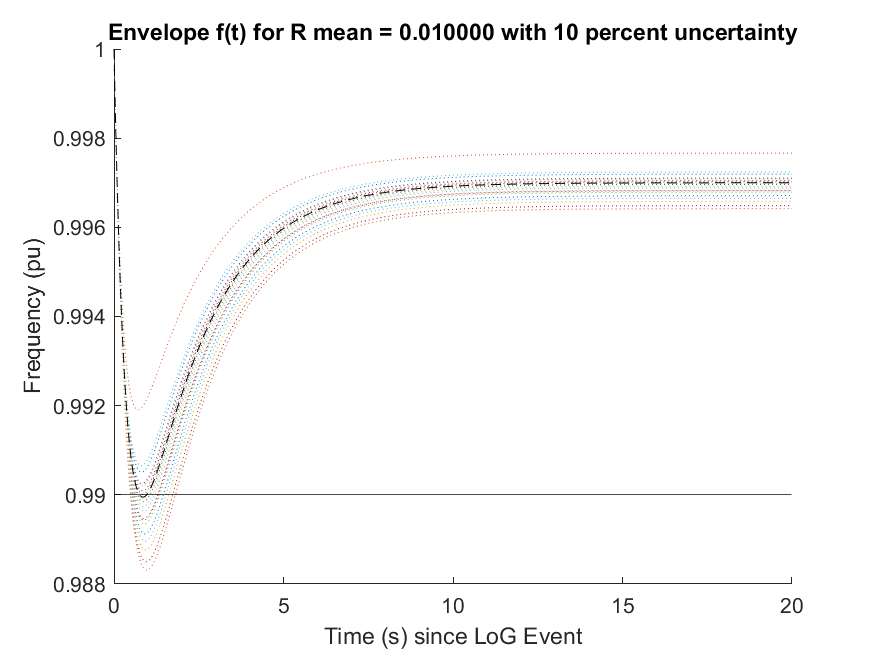 Envelope f(t) for R mean = 0.010000 with 10 percent uncertainty
1
0.998
0.996
0.994
0.992
0.99
0.988
Frequency (pu)
0 5 10 15 20
Time (s) since LoG Event